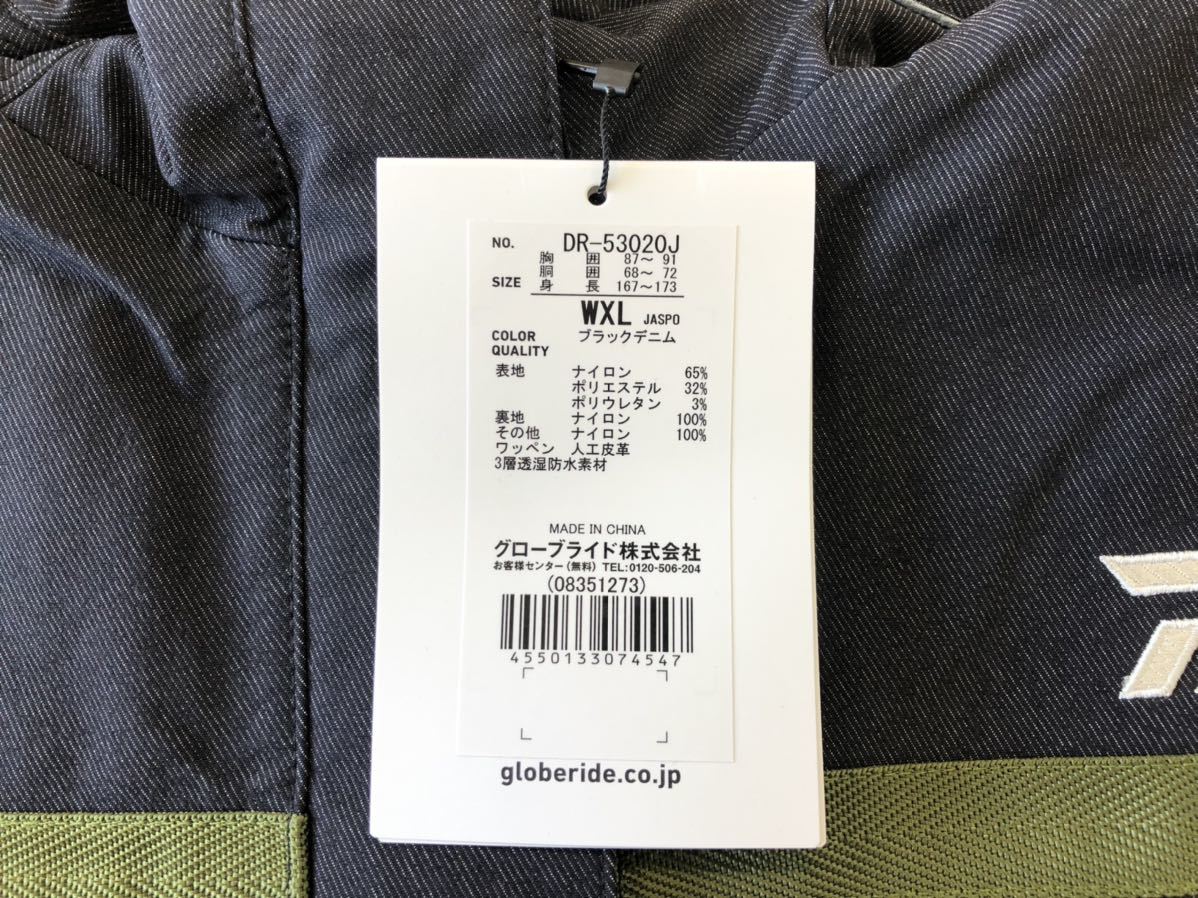 NO. DR-53020J
胸 囲 87～ 91
胴 囲 68～ 72
SIZE 身 長 167～173
WXL JASPO
COLOR ブラックデニム
QUALITY
表地 ナイロン 65%
ポリエステル 32%
ポリウレタン 3%
裏地 ナイロン 100%
その他 ナイロン 100%
ワッペン 人工皮革
3層透湿防水素材
MADE IN CHINA
グローブライド株式会社
お客様センター(無料) TEL:0120-506-204
(08351273)
4550133074547
globeride.co.jp